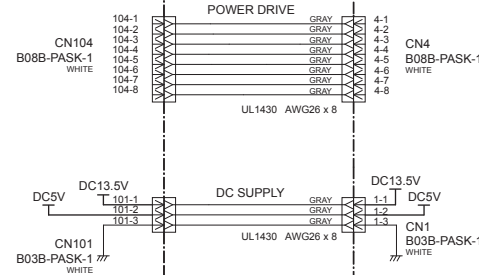 POWER DRIVE
104-1 GRAY 4-1
104-2 GRAY 4-2
104-3 GRAY 4-3
104-4 GRAY 4-4
104-5 GRAY 4-5
104-6 GRAY 4-6
104-7 GRAY 4-7
104-8 GRAY 4-8
CN104
B08B-PASK-1
WHITE
CN4
B08B-PASK-1
WHITE
UL1430 AWG26 x 8
DC SUPPLY
DC13.5V
DC5V
101-1 GRAY 1-1
101-2 GRAY 1-2
101-3 GRAY 1-3
DC13.5V
DC5V
CN101
B03B-PASK-1
WHITE
CN1
B03B-PASK-1
WHITE
UL1430 AWG26 x 8